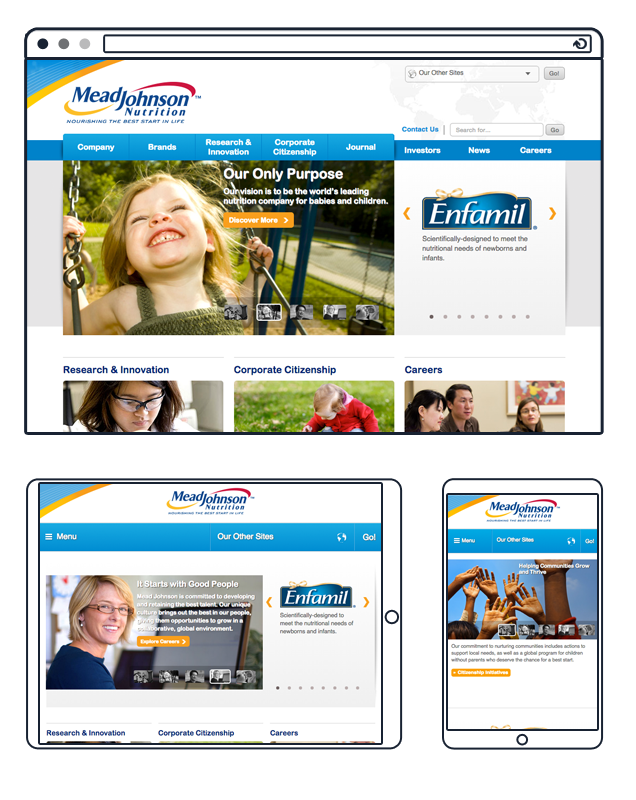 Our Other Sites
Go!
MeadJohnson™
Nutrition
NOURISHING THE BEST START IN LIFE
Contact Us
Search for...
Go
Company
Brands
Research &
Innovation
Corporate
Citizenship
Journal
Investors
News
Careers
Our Only Purpose
Our vision is to be the world's leading
nutrition company for babies and children.
Discover More
Enfamil®
Scientifically-designed to meet the
nutritional needs of newborns and
infants.
Research & Innovation
Corporate Citizenship
Careers
MeadJohnson™
Nutrition
NOURISHING THE BEST START IN LIFE
Menu
Our Other Sites
Go!
It Starts with Good People
Mead Johnson is committed to developing
and retaining the best talent. Our unique
culture brings out the best in our people,
giving them opportunities to grow in a
collaborative, global environment.
Explore Careers
Enfamil®
Scientifically-designed to
meet the nutritional needs of
newborns and infants.
Research & Innovation
Corporate Citizenship
Careers
MeadJohnson™
Nutrition
NOURISHING THE BEST START IN LIFE
Menu
Our Other Sites
Go!
Helping Communities Grow
and Thrive
Our commitment to nurturing communities includes actions to
support local needs, as well as a global program for children
without parents who deserve the chance for a best start.
Citizenship Initiatives